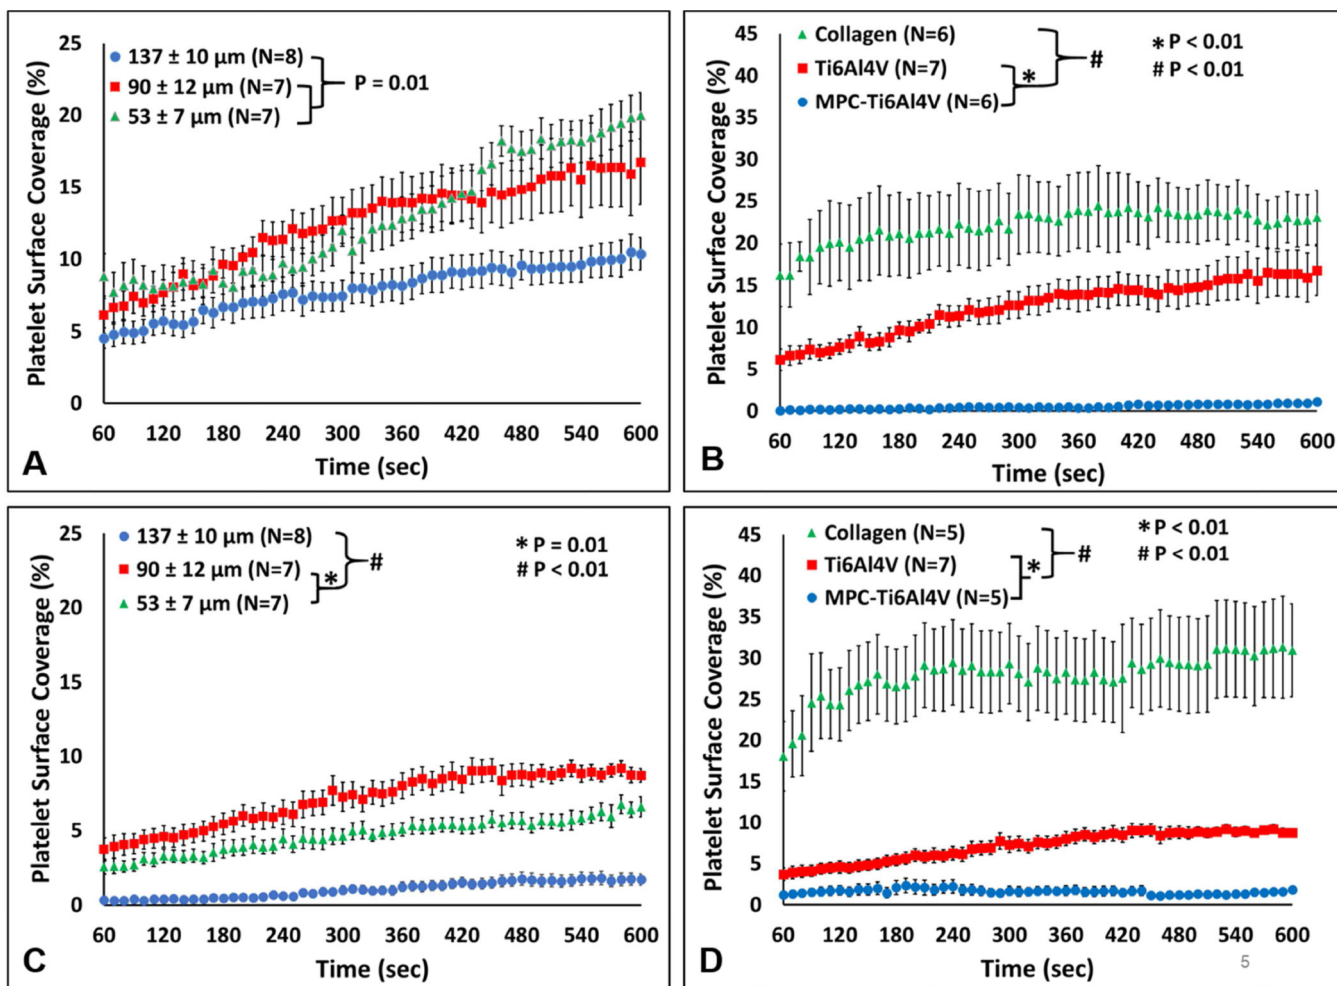 25
20
15
10
5
0
Platelet Surface Coverage (%)
137 ± 10 µm (N=8)
90 ± 12 µm (N=7)
53 ± 7 µm (N=7)
P = 0.01
60 120 180 240 300 360 420 480 540 600
Time (sec)
A
45
40
35
30
25
20
15
10
5
0
Platelet Surface Coverage (%)
Collagen (N=6)
Ti6Al4V (N=7)
MPC-Ti6Al4V (N=6)
*
#
* P < 0.01
# P < 0.01
60 120 180 240 300 360 420 480 540 600
Time (sec)
B
25
20
15
10
5
0
Platelet Surface Coverage (%)
137 ± 10 µm (N=8)
90 ± 12 µm (N=7)
53 ± 7 µm (N=7)
*
#
* P = 0.01
# P < 0.01
60 120 180 240 300 360 420 480 540 600
Time (sec)
C
45
40
35
30
25
20
15
10
5
0
Platelet Surface Coverage (%)
Collagen (N=5)
Ti6Al4V (N=7)
MPC-Ti6Al4V (N=5)
*
#
* P < 0.01
# P < 0.01
60 120 180 240 300 360 420 480 540 600
Time (sec)
D
5